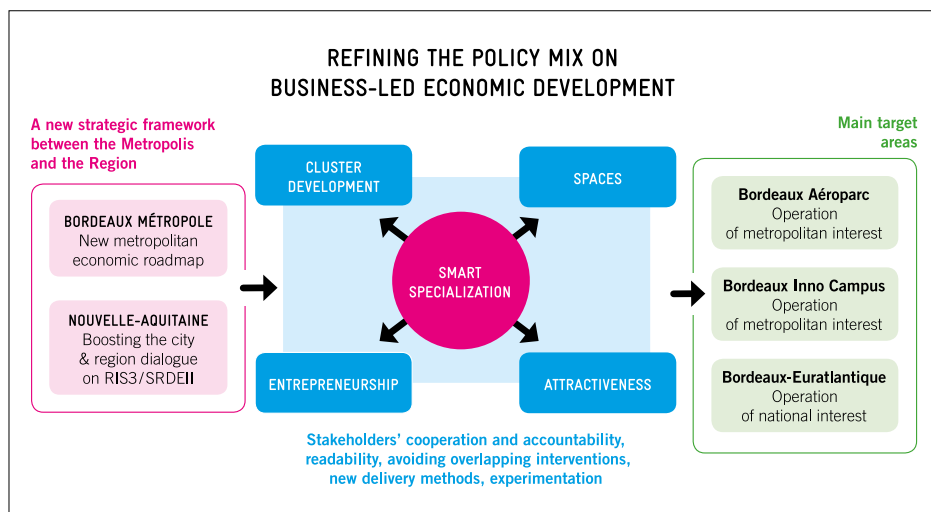 REFINING THE POLICY MIX ON
BUSINESS-LED ECONOMIC DEVELOPMENT
A new strategic framework
between the Metropolis
and the Region
BORDEAUX MÉTROPOLE
New metropolitan
economic roadmap
NOUVELLE-AQUITAINE
Boosting the city
& region dialogue
on RIS3/SRDEII
CLUSTER
DEVELOPMENT
SPACES
SMART
SPECIALIZATION
ENTREPRENEURSHIP
ATTRACTIVENESS
Stakeholders’ cooperation and accountability,
readability, avoiding overlapping interventions,
new delivery methods, experimentation
Main target
areas
Bordeaux Aéroparc
Operation
of metropolitan interest
Bordeaux Inno Campus
Operation
of metropolitan interest
Bordeaux-Euratlantique
Operation
of national interest